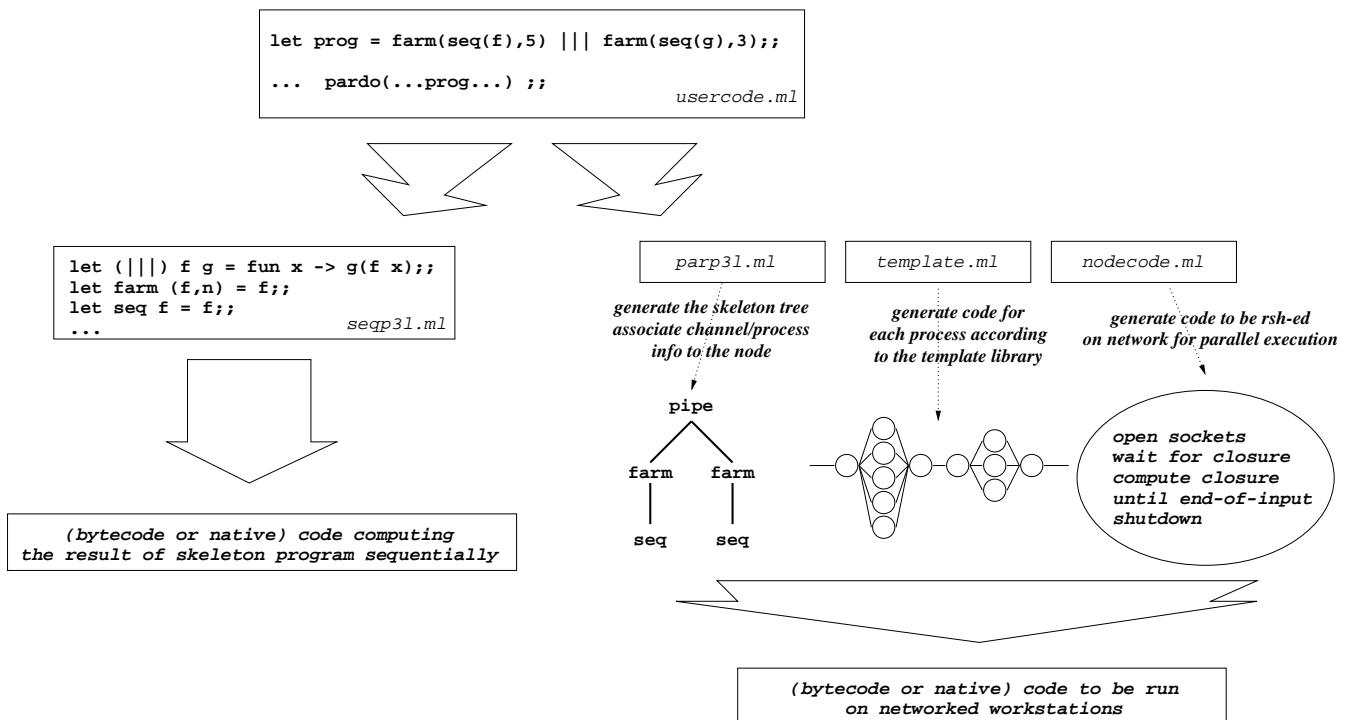 let prog = farm(seq(f),5) ||| farm(seq(g),3);;
... pardo(...prog...) ;;
usercode.ml
let (|||) f g = fun x -> g(f x);;
let farm (f,n) = f;;
let seq f = f;;
...
seqp3l.ml
(bytecode or native) code computing
the result of skeleton program sequentially
parp3l.ml
template.ml
nodecode.ml
generate the skeleton tree
associate channel/process
info to the node
generate code for
each process according
to the template library
generate code to be rsh-ed
on network for parallel execution
pipe
farm farm
seq seq
open sockets
wait for closure
compute closure
until end-of-input
shutdown
(bytecode or native) code to be run
on networked workstations